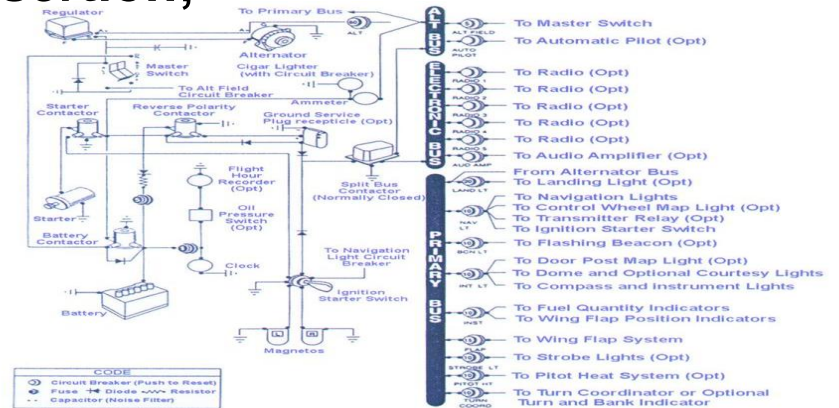 Regulator
To Primary Bus
ALT
Alternator
Master
Switch
Cigar Lighter
(with Circuit Breaker)
To Alt Field
Circuit Breaker
Ammeter
Starter
Contactor
Reverse Polarity
Contactor
Ground Service
Plug recepticle (Opt)
Flight
Hour
Recorder
(Opt)
Split Bus
Contactor
(Normally Closed)
Starter
Oil
Pressure
Switch
(Opt)
Battery
Contactor
Clock
To Navigation
Light Circuit
Breaker
Ignition
Starter Switch
Battery
L
R
Magnetos
CODE
Circuit Breaker (Push to Reset)
Fuse
Diode
Resistor
Capacitor (Noise Filter)
ALT BUS
ELECTRONIC BUS
PRIMARY BUS
To Master Switch
ALT FIELD
To Automatic Pilot (Opt)
AUTO
PILOT
To Radio (Opt)
RADIO 1
To Radio (Opt)
RADIO 2
To Radio (Opt)
RADIO 3
To Radio (Opt)
RADIO 4
To Radio (Opt)
RADIO 5
To Audio Amplifier (Opt)
AUD AMP
From Alternator Bus
To Landing Light (Opt)
LAND LT
To Navigation Lights
To Control Wheel Map Light (Opt)
To Transmitter Relay (Opt)
To Ignition Starter Switch
NAV
LT
To Flashing Beacon (Opt)
BCN LT
To Door Post Map Light (Opt)
To Dome and Optional Courtesy Lights
To Compass and instrument Lights
INT LT
To Fuel Quantity Indicators
To Wing Flap Position Indicators
INST
To Wing Flap System
FLAP
To Strobe Lights (Opt)
STROBE LT
To Pitot Heat System (Opt)
PITOT HT
To Turn Coordinator or Optional
Turn and Bank Indicator
TURN
COORD